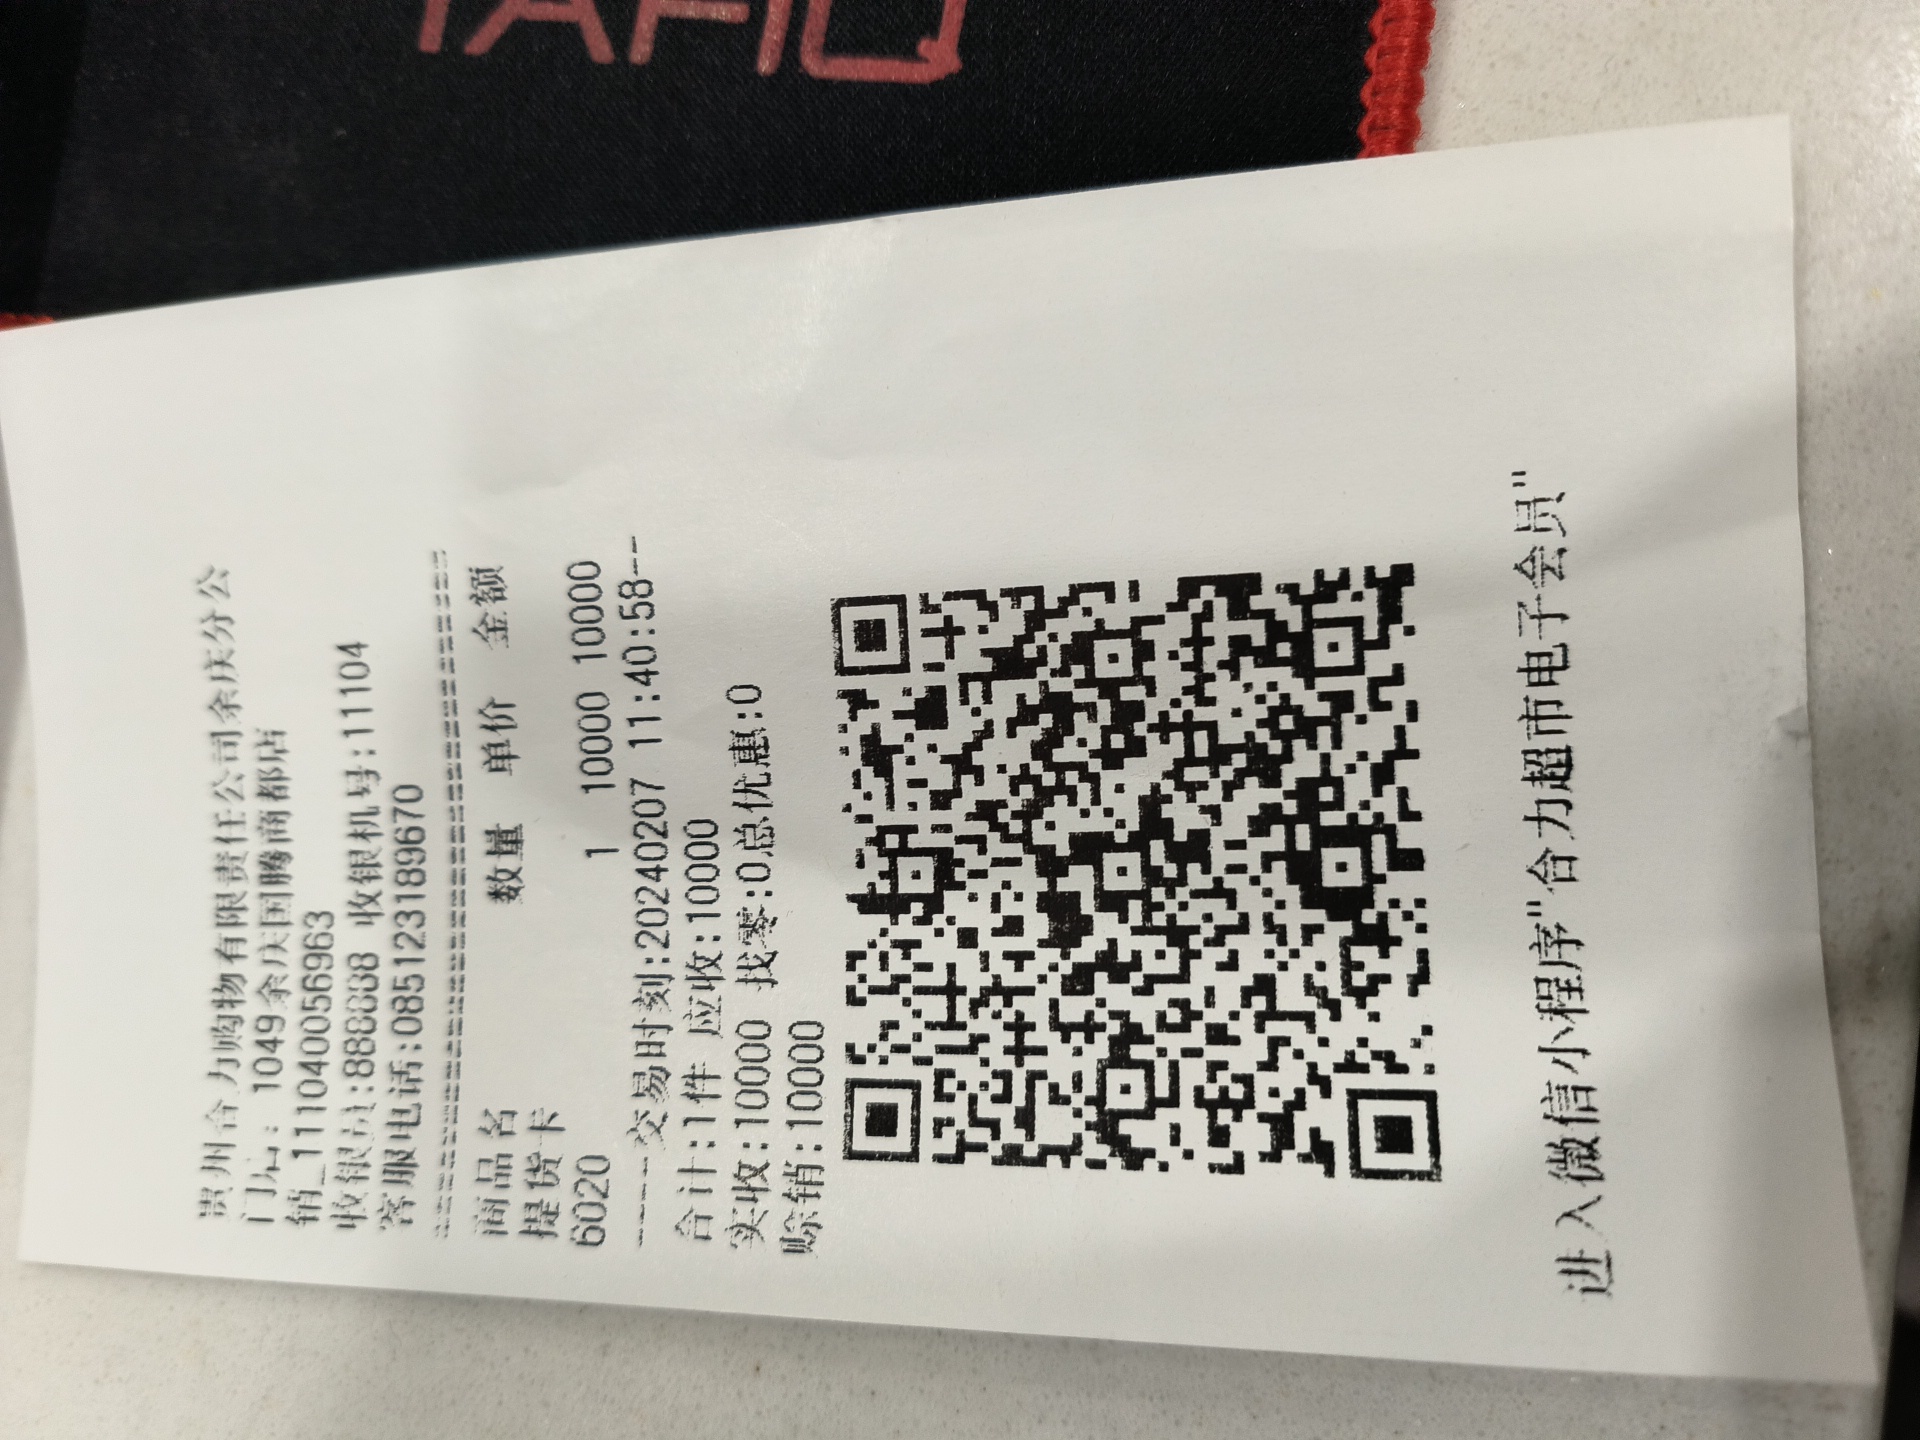 贵州合力购物有限责任公司余庆分公
门店: 1049余庆国腾商都店
销_111040056963
收银员:888888 收银机号:11104
客服电话:085123189670
================================
商品名 数量 单价 金额
提货卡
6020 1 10000 10000
----交易时刻:20240207 11:40:58--
合计:1件 应收:10000
实收:10000 找零:0总优惠:0
赊销:10000
进入微信小程序"合力超市电子会员"